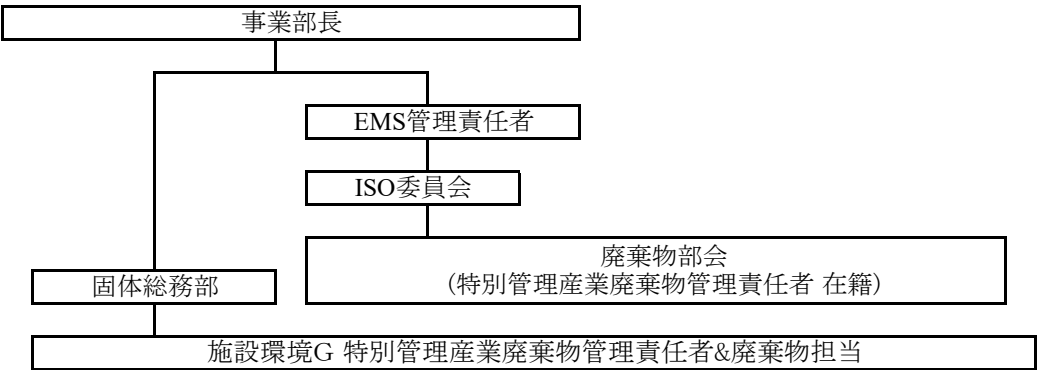 事業部長
EMS管理責任者
ISO委員会
廃棄物部会
(特別管理産業廃棄物管理責任者 在籍)
固体総務部
施設環境G 特別管理産業廃棄物管理責任者&廃棄物担当